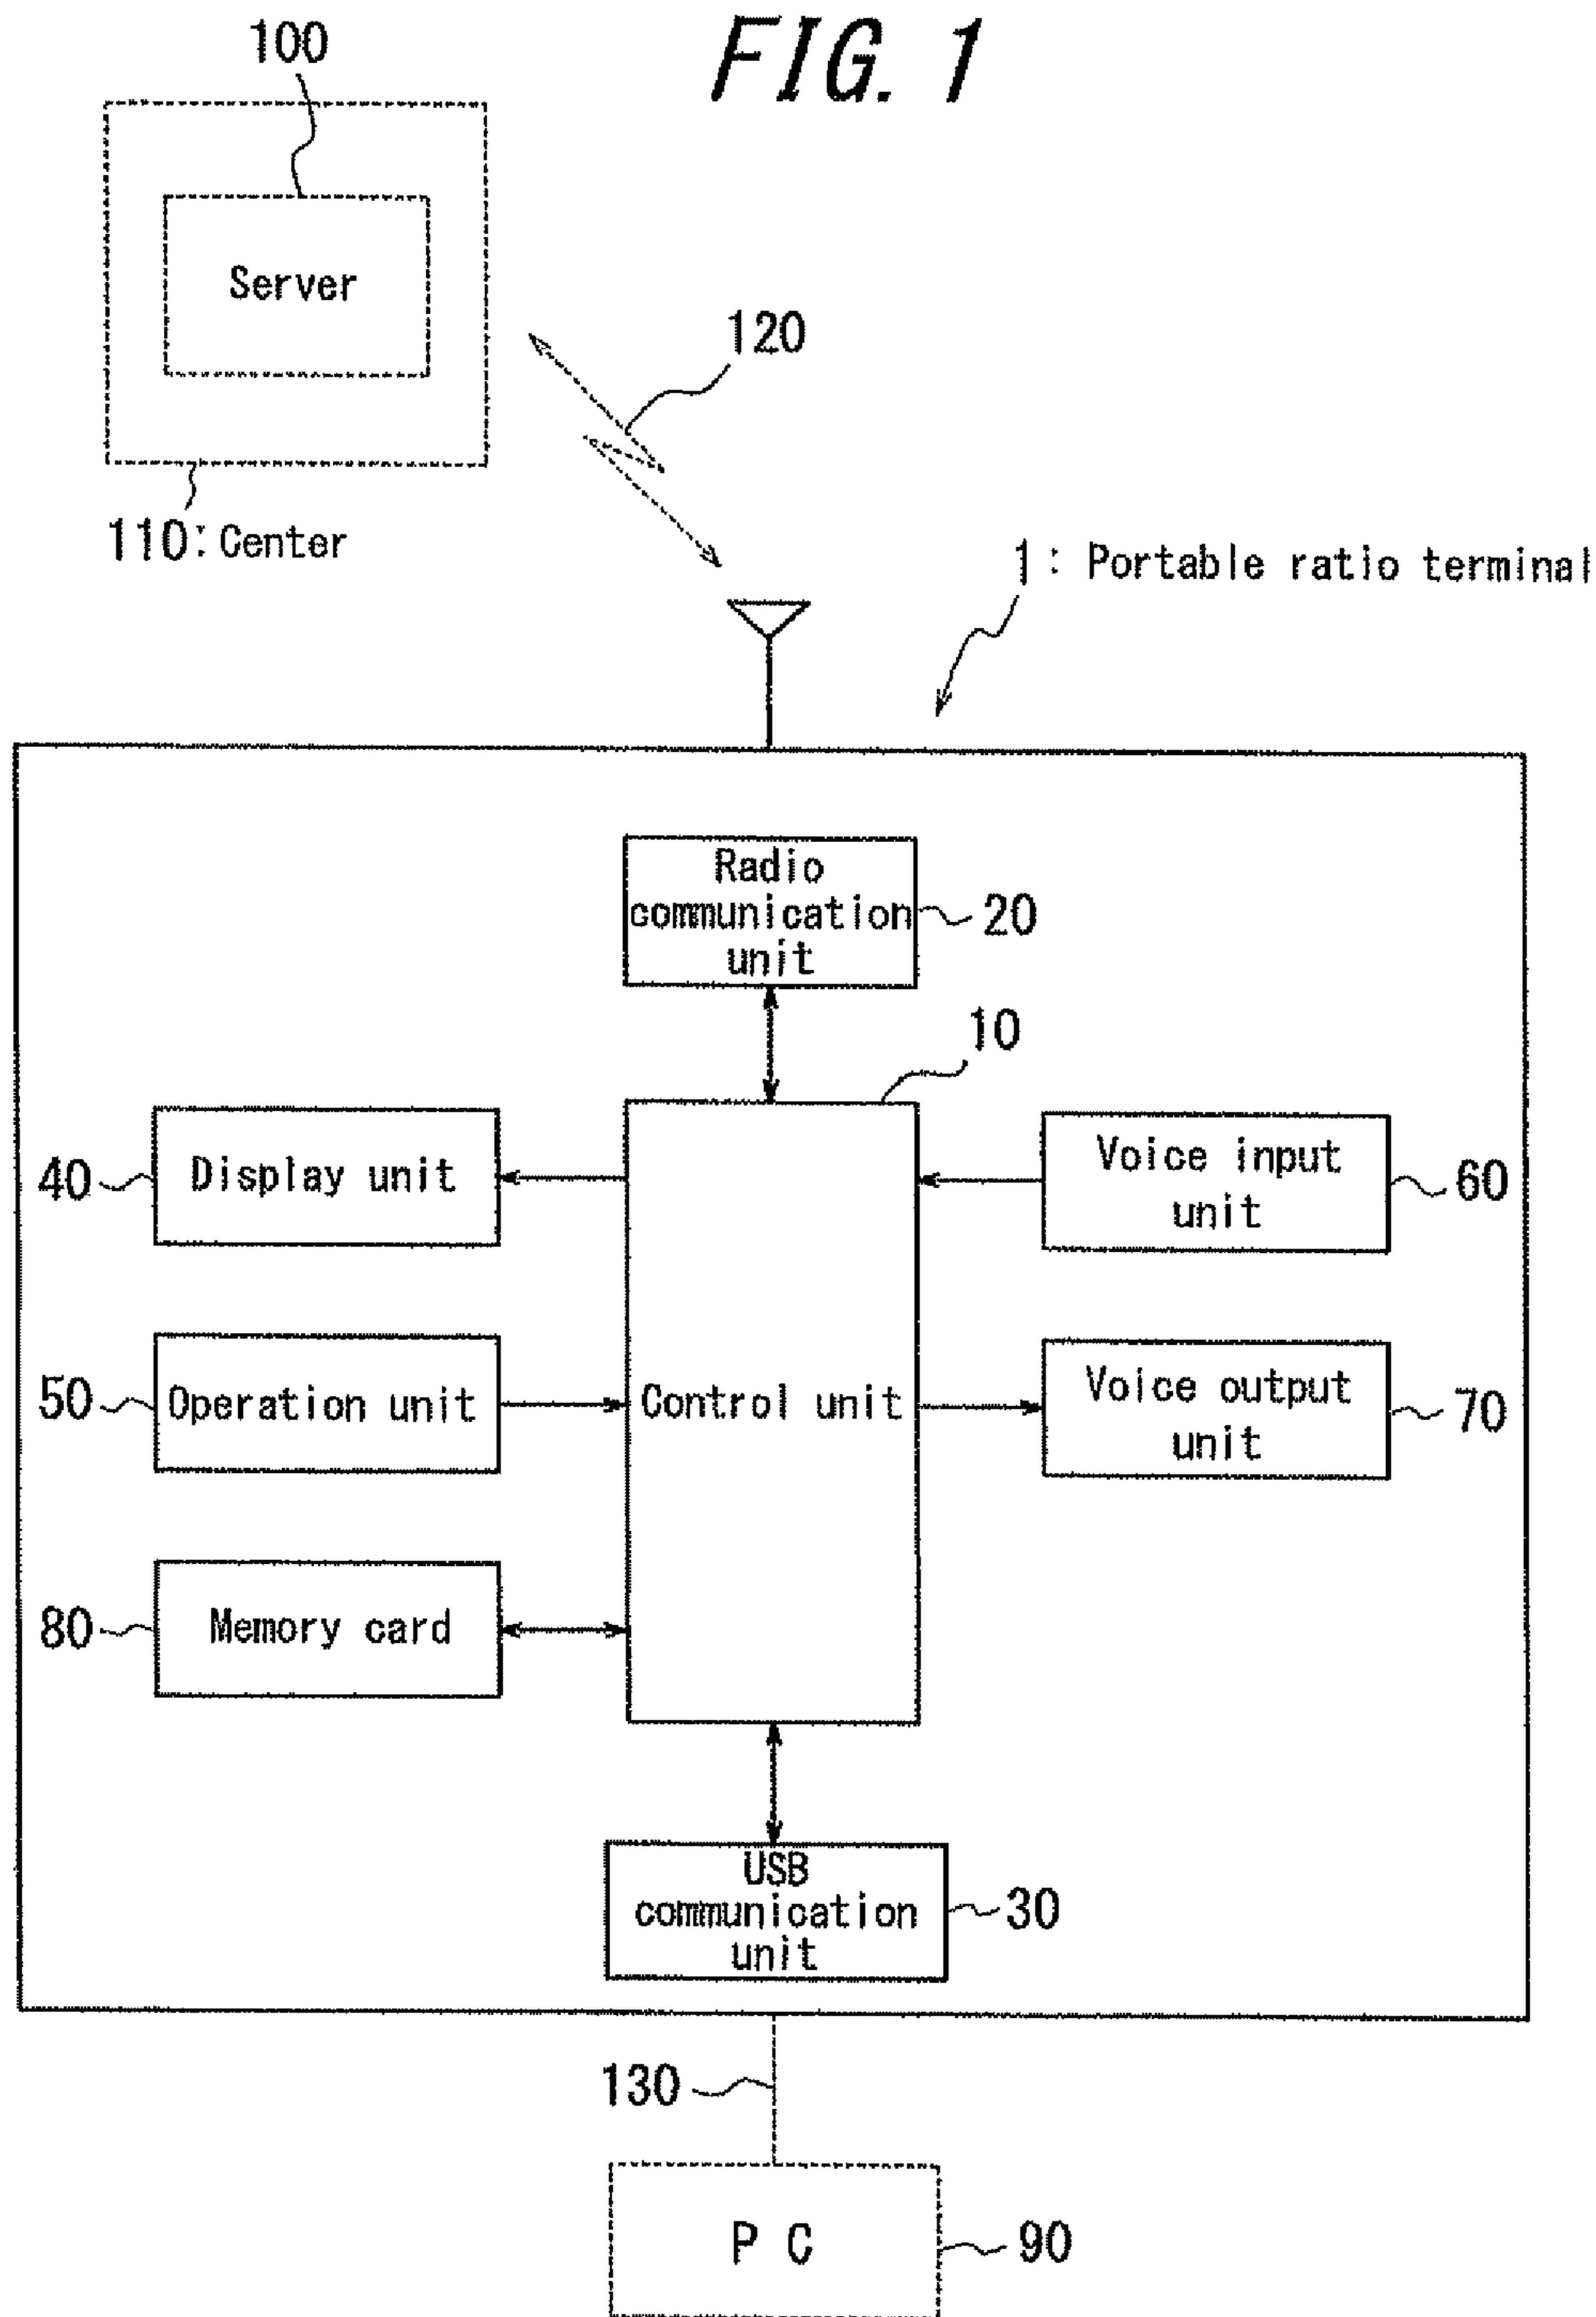 FIG. 1
100
Server
120
110: Center
1: Portable ratio terminal
Radio
communication
unit
20
10
40
Display unit
Voice input
unit
60
50
Operation unit
Control unit
Voice output
unit
70
80
Memory card
USB
communication
unit
30
130
PC
90